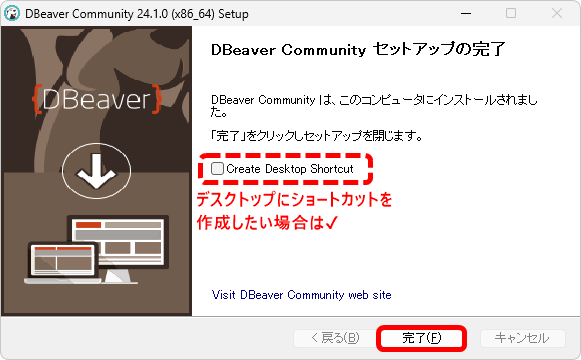 DBeaver Community 24.1.0 (x86_64) Setup
DBeaver Community セットアップの完了
{DBeaver}
DBeaver Community は、このコンピュータにインストールされまし
た。
「完了」をクリックしセットアップを閉じます。
Create Desktop Shortcut
デスクトップにショートカットを
作成したい場合は✓
Visit DBeaver Community web site
< 戻る(B)
完了(F)
キャンセル